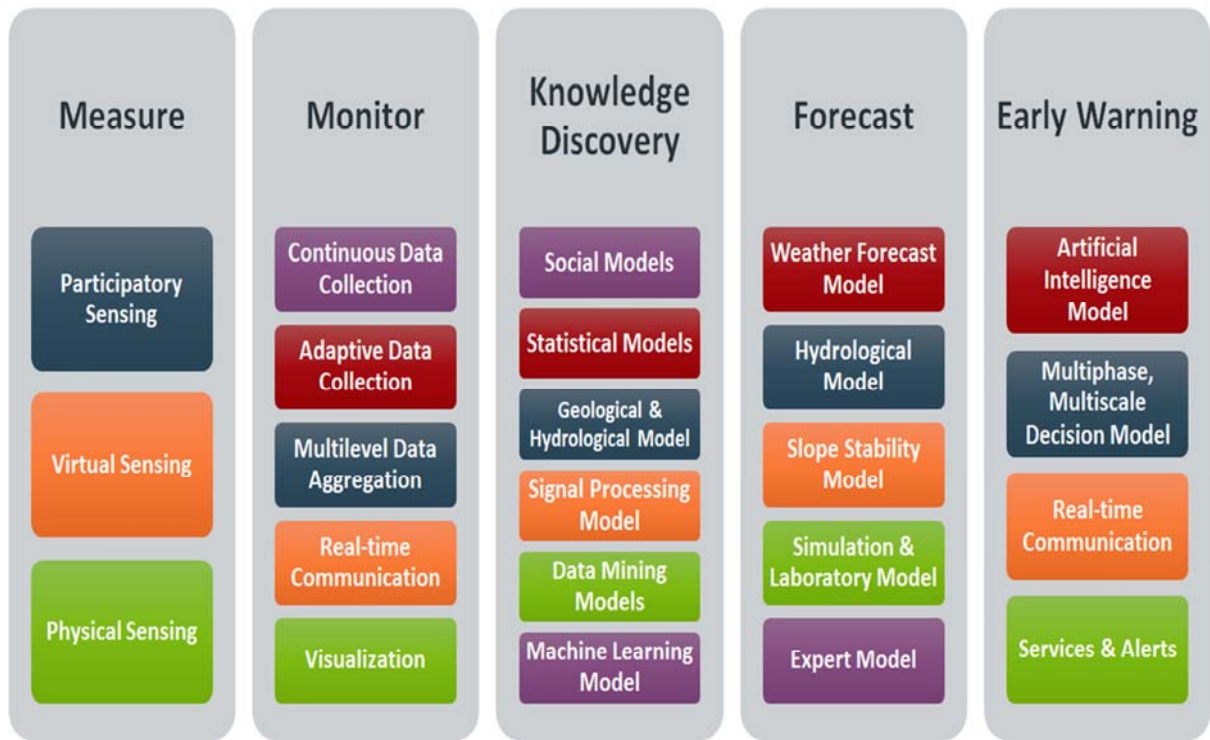 Measure
Participatory
Sensing
Virtual Sensing
Physical Sensing
Monitor
Continuous Data
Collection
Adaptive Data
Collection
Multilevel Data
Aggregation
Real-time
Communication
Visualization
Knowledge
Discovery
Social Models
Statistical Models
Geological &
Hydrological Model
Signal Processing
Model
Data Mining
Models
Machine Learning
Model
Forecast
Weather Forecast
Model
Hydrological
Model
Slope Stability
Model
Simulation &
Laboratory Model
Expert Model
Early Warning
Artificial
Intelligence
Model
Multiphase,
Multiscale
Decision Model
Real-time
Communication
Services & Alerts